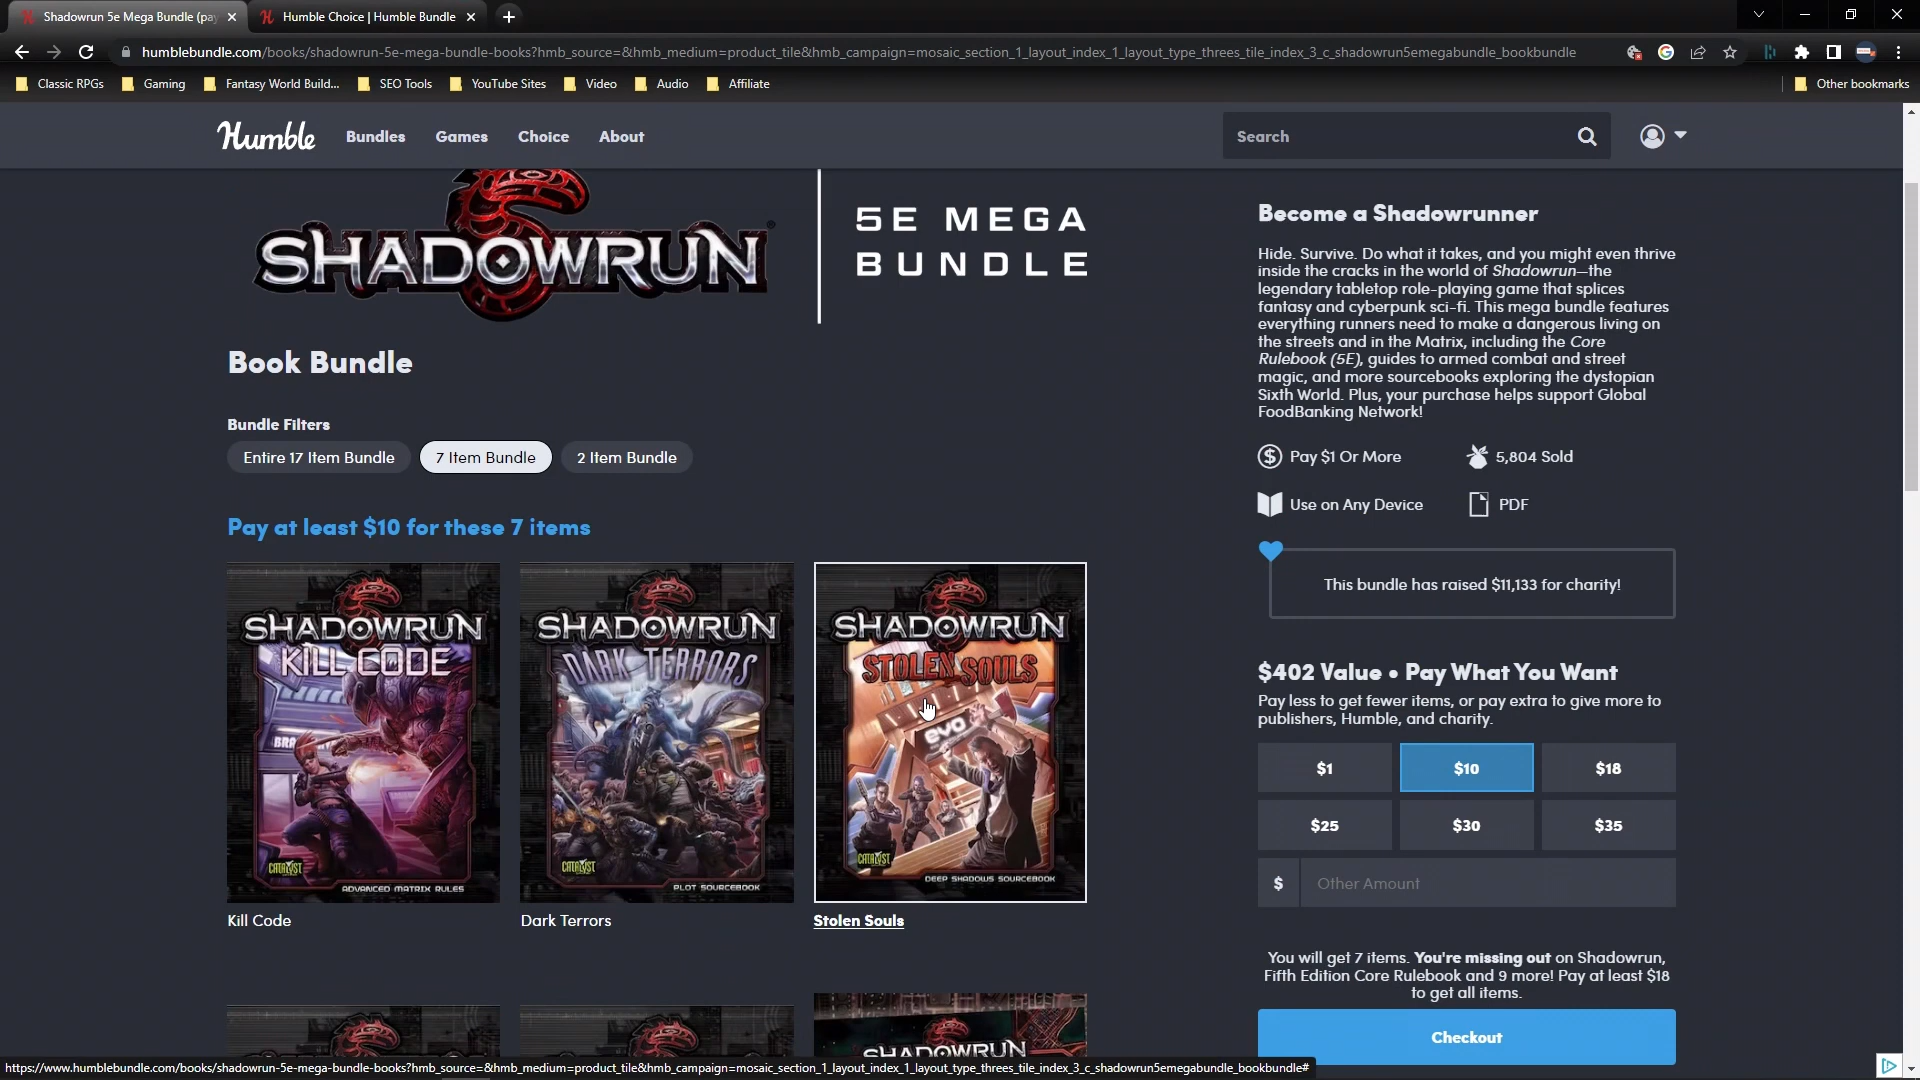 Shadowrun 5e Mega Bundle (pay
Humble Choice | Humble Bundle
humblebundle.com/books/shadowrun-5e-mega-bundle-books?hmb_source=&hmb_medium=product_tile&hmb_campaign=mosaic_section_1_layout_index_1_layout_type_threes_tile_index_3_c_shadowrun5emegabundle_bookbundle
Classic RPGs
Gaming
Fantasy World Build...
SEO Tools
YouTube Sites
Video
Audio
Affiliate
Other bookmarks
Humble
Bundles
Games
Choice
About
Search
SHADOWRUN
5E MEGA
BUNDLE
Book Bundle
Bundle Filters
Entire 17 Item Bundle
7 Item Bundle
2 Item Bundle
Pay at least $10 for these 7 items
SHADOWRUN
KILL CODE
BRA
CATALYST
ADVANCED MATRIX RULES
Kill Code
SHADOWRUN
DARK TERRORS
CATALYST
PLOT SOURCEBOOK
Dark Terrors
SHADOWRUN
STOLEN SOULS
evo
CATALYST
DEEP SHADOWS SOURCEBOOK
Stolen Souls
SHADOWRUN
Become a Shadowrunner
Hide. Survive. Do what it takes, and you might even thrive
inside the cracks in the world of Shadowrun—the
legendary tabletop role-playing game that splices
fantasy and cyberpunk sci-fi. This mega bundle features
everything runners need to make a dangerous living on
the streets and in the Matrix, including the Core
Rulebook (5E), guides to armed combat and street
magic, and more sourcebooks exploring the dystopian
Sixth World. Plus, your purchase helps support Global
FoodBanking Network!
Pay $1 Or More
5,804 Sold
Use on Any Device
PDF
This bundle has raised $11,133 for charity!
$402 Value • Pay What You Want
Pay less to get fewer items, or pay extra to give more to
publishers, Humble, and charity.
$1
$10
$18
$25
$30
$35
$
Other Amount
You will get 7 items. You're missing out on Shadowrun,
Fifth Edition Core Rulebook and 9 more! Pay at least $18
to get all items.
Checkout
https://www.humblebundle.com/books/shadowrun-5e-mega-bundle-books?hmb_source=&hmb_medium=product_tile&hmb_campaign=mosaic_section_1_layout_index_1_layout_type_threes_tile_index_3_c_shadowrun5emegabundle_bookbundle#